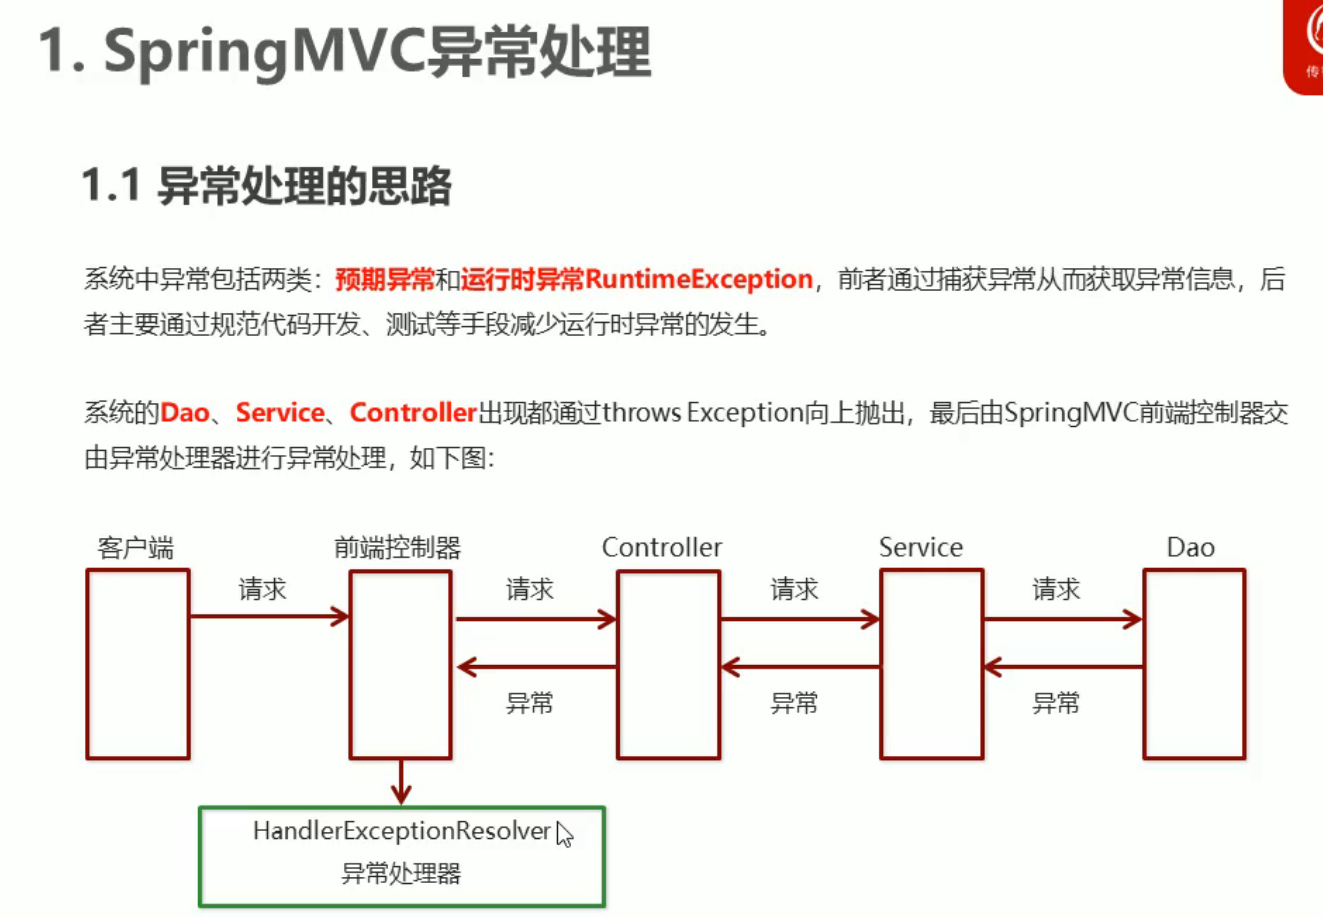 1. SpringMVC异常处理
1.1 异常处理的思路
系统中异常包括两类：预期异常和运行时异常RuntimeException，前者通过捕获异常从而获取异常信息，后
者主要通过规范代码开发、测试等手段减少运行时异常的发生。
系统的Dao、Service、Controller出现都通过throws Exception向上抛出，最后由SpringMVC前端控制器交
由异常处理器进行异常处理，如下图：
客户端 前端控制器 Controller Service Dao
请求 请求 请求 请求
异常 异常 异常
HandlerExceptionResolver
异常处理器